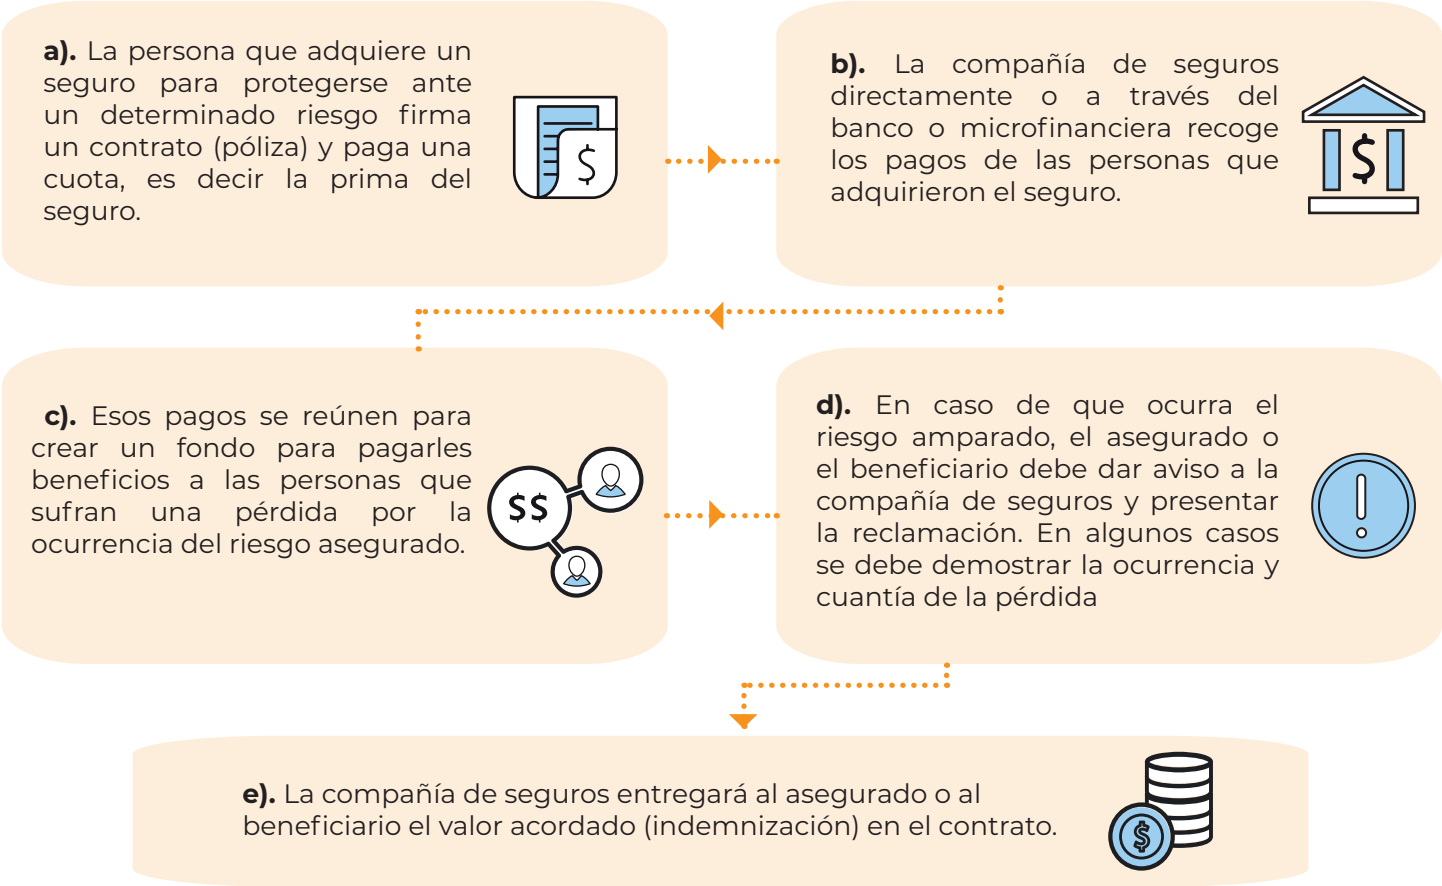 a). La persona que adquiere un
seguro para protegerse ante
un determinado riesgo firma
un contrato (póliza) y paga una
cuota, es decir la prima del
seguro.
$
b). La compañía de seguros
directamente o a través del
banco o microfinanciera recoge
los pagos de las personas que
adquirieron el seguro.
$
c). Esos pagos se reúnen para
crear un fondo para pagarles
beneficios a las personas que
sufran una pérdida por la
ocurrencia del riesgo asegurado.
$$
d). En caso de que ocurra el
riesgo amparado, el asegurado o
el beneficiario debe dar aviso a la
compañía de seguros y presentar
la reclamación. En algunos casos
se debe demostrar la ocurrencia y
cuantía de la pérdida
!
e). La compañía de seguros entregará al asegurado o al
beneficiario el valor acordado (indemnización) en el contrato.
$